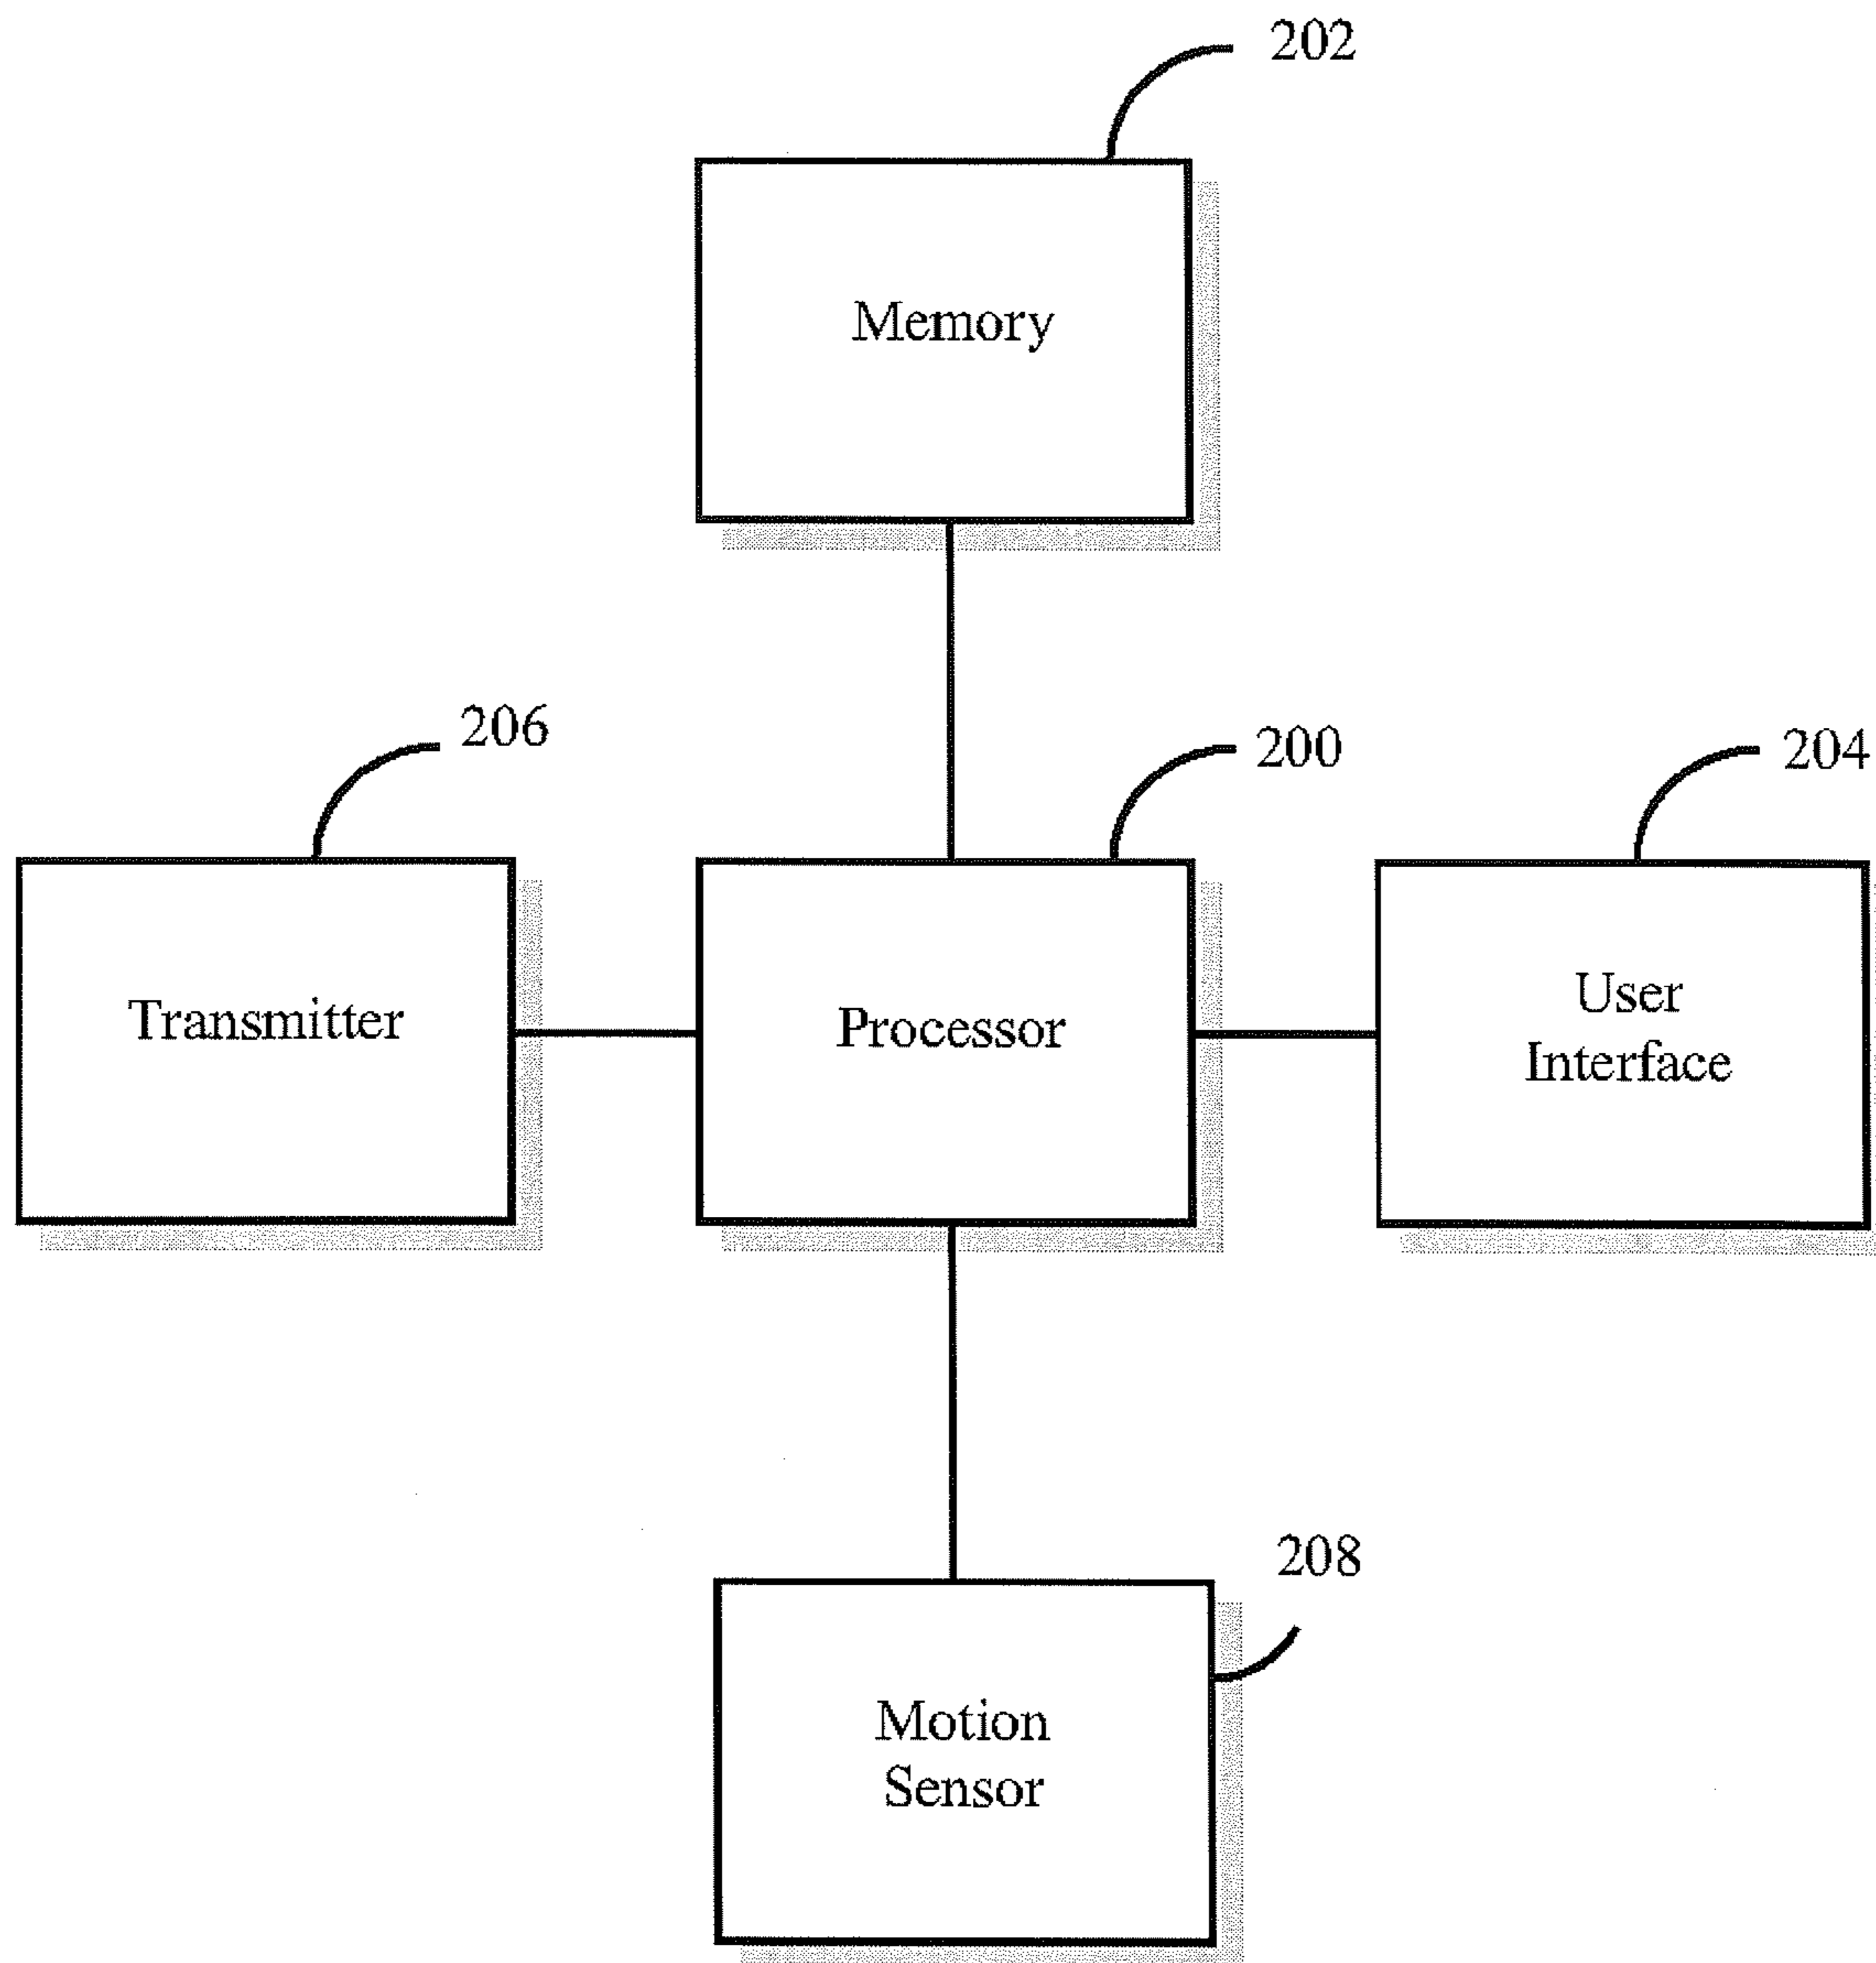 202
Memory
206
200
204
Transmitter
Processor
User
Interface
208
Motion
Sensor